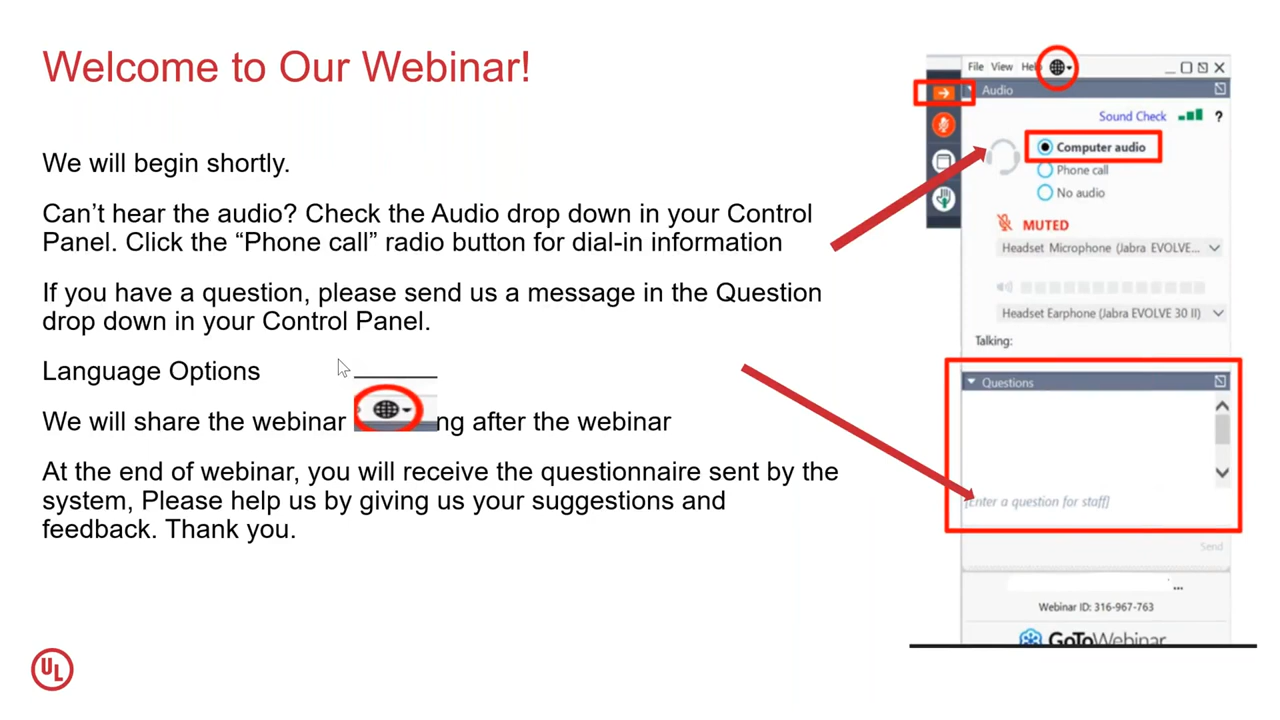 Welcome to Our Webinar!
We will begin shortly.
Can’t hear the audio? Check the Audio drop down in your Control
Panel. Click the “Phone call” radio button for dial-in information
If you have a question, please send us a message in the Question
drop down in your Control Panel.
Language Options
We will share the webinar ng after the webinar
At the end of webinar, you will receive the questionnaire sent by the
system, Please help us by giving us your suggestions and
feedback. Thank you.
UL
File View Help
Audio
Sound Check ?
Computer audio
Phone call
No audio
MUTED
Headset Microphone (Jabra EVOLVE...
Headset Earphone (Jabra EVOLVE 30 II)
Talking:
Questions
[Enter a question for staff]
Send
...
Webinar ID: 316-967-763
GoToWebinar